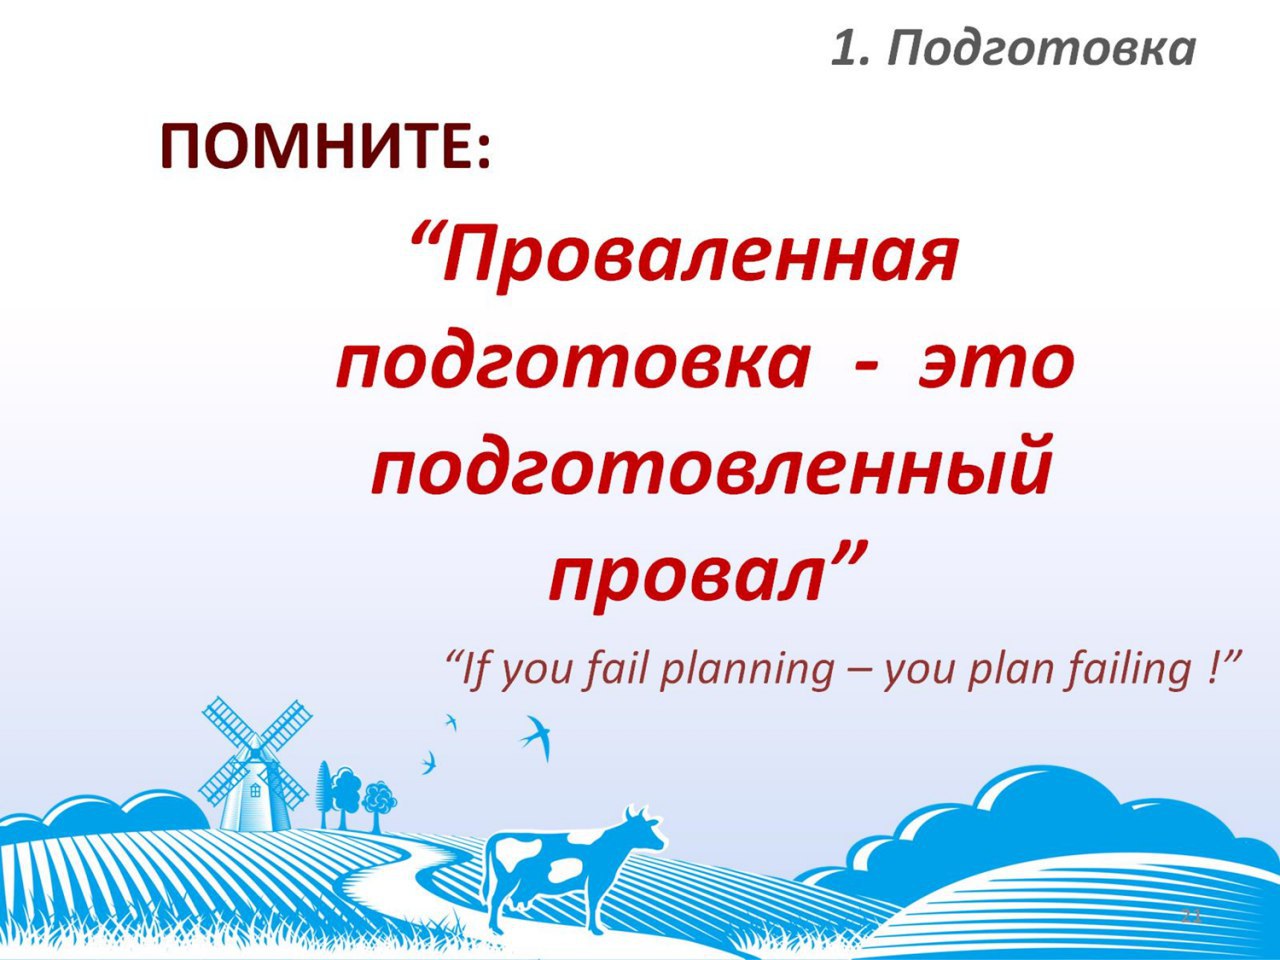 1. Подготовка
ПОМНИТЕ:
“Проваленная
подготовка - это
подготовленный
провал”
“If you fail planning – you plan failing !”